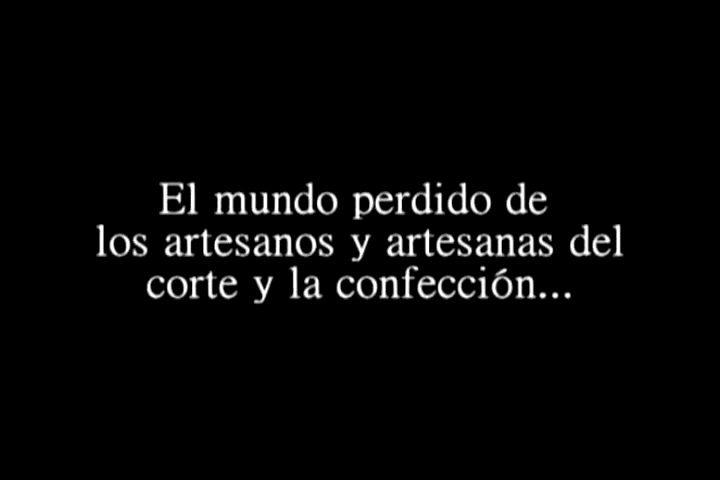 El mundo perdido de
los artesanos y artesanas del
corte y la confección...